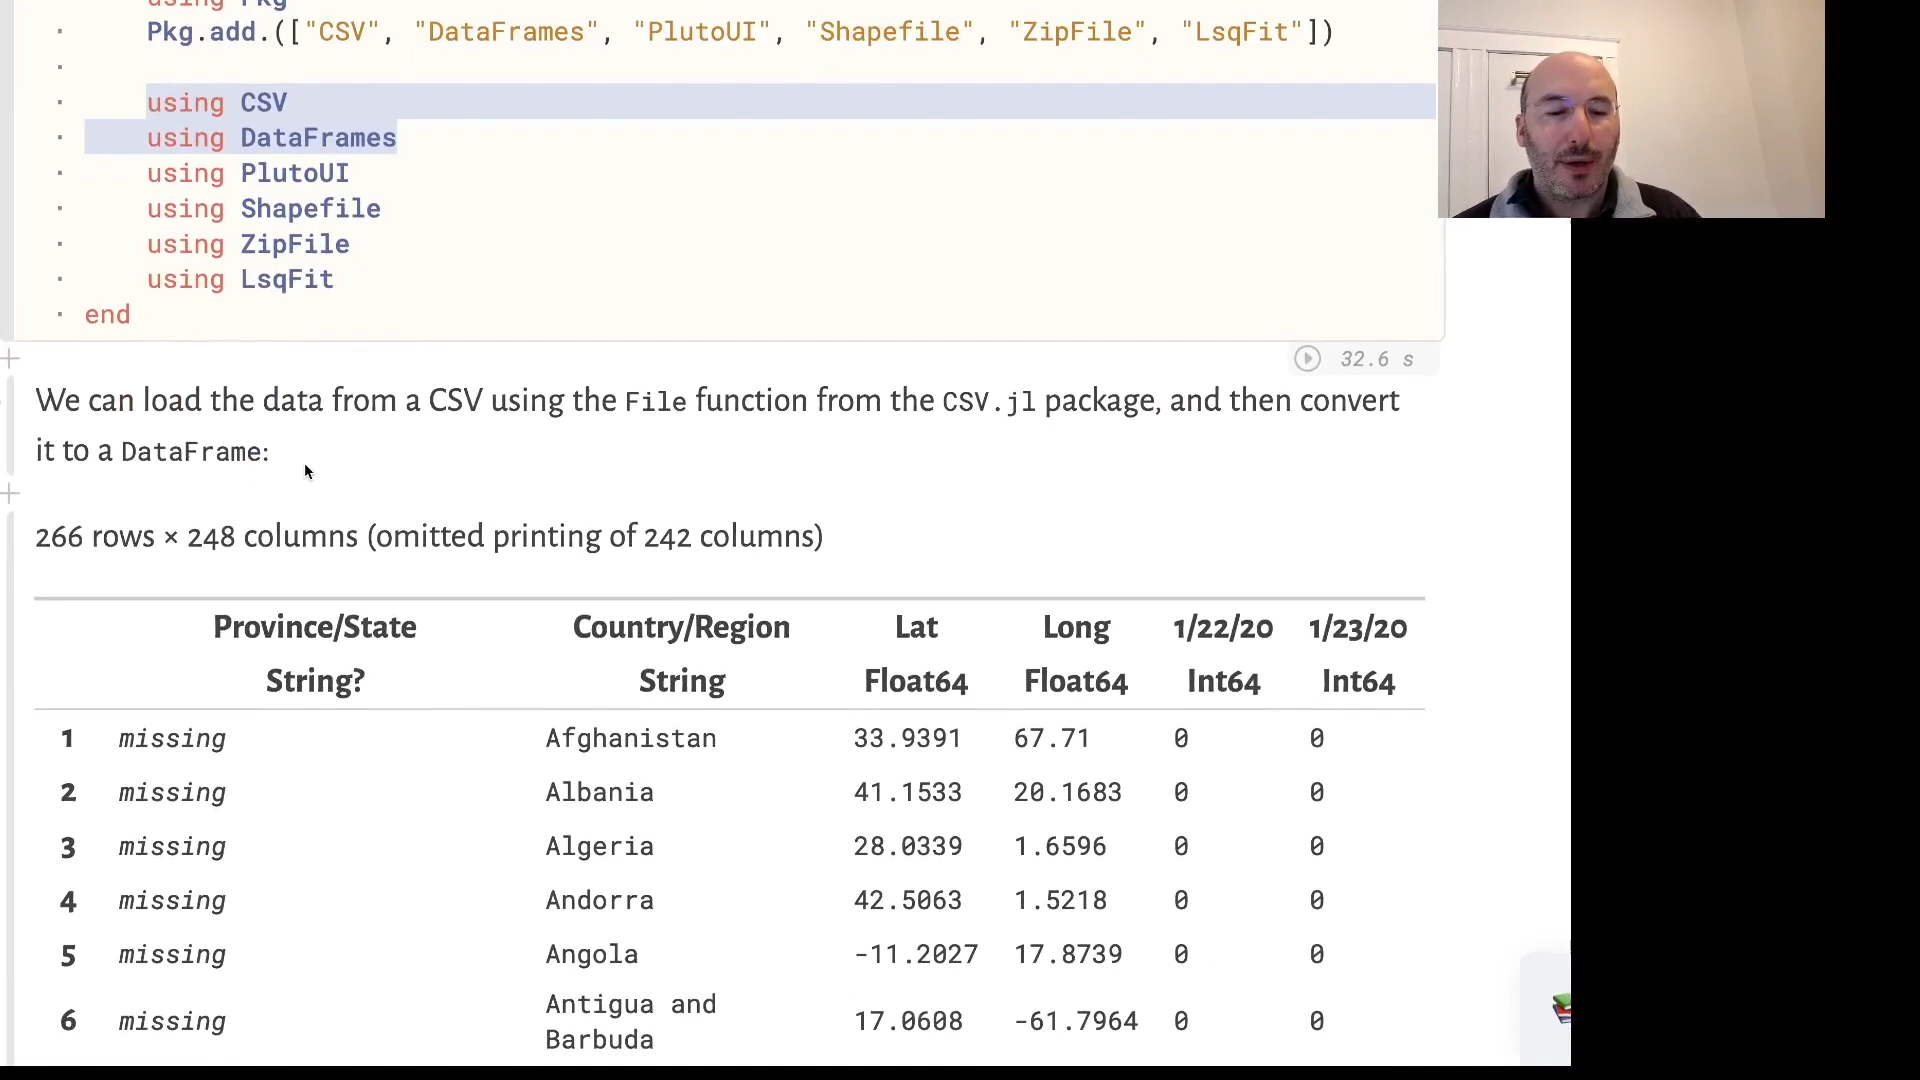 using Pkg
Pkg.add.(["CSV", "DataFrames", "PlutoUI", "Shapefile", "ZipFile", "LsqFit"])
using CSV
using DataFrames
using PlutoUI
using Shapefile
using ZipFile
using LsqFit
end
32.6 s
We can load the data from a CSV using the File function from the CSV.jl package, and then convert
it to a DataFrame:
266 rows × 248 columns (omitted printing of 242 columns)
Province/State Country/Region Lat Long 1/22/20 1/23/20
String? String Float64 Float64 Int64 Int64
1 missing Afghanistan 33.9391 67.71 0 0
2 missing Albania 41.1533 20.1683 0 0
3 missing Algeria 28.0339 1.6596 0 0
4 missing Andorra 42.5063 1.5218 0 0
5 missing Angola -11.2027 17.8739 0 0
6 missing Antigua and Barbuda 17.0608 -61.7964 0 0